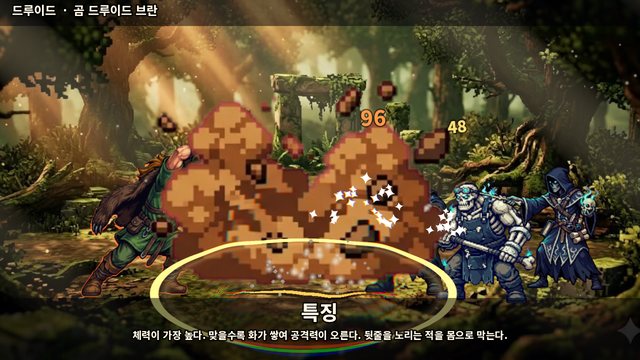 드루이드 · 곰 드루이드 브란
96
48
특징
체력이 가장 높다. 맞을수록 화가 쌓여 공격력이 오른다. 뒷줄을 노리는 적을 몸으로 막는다.